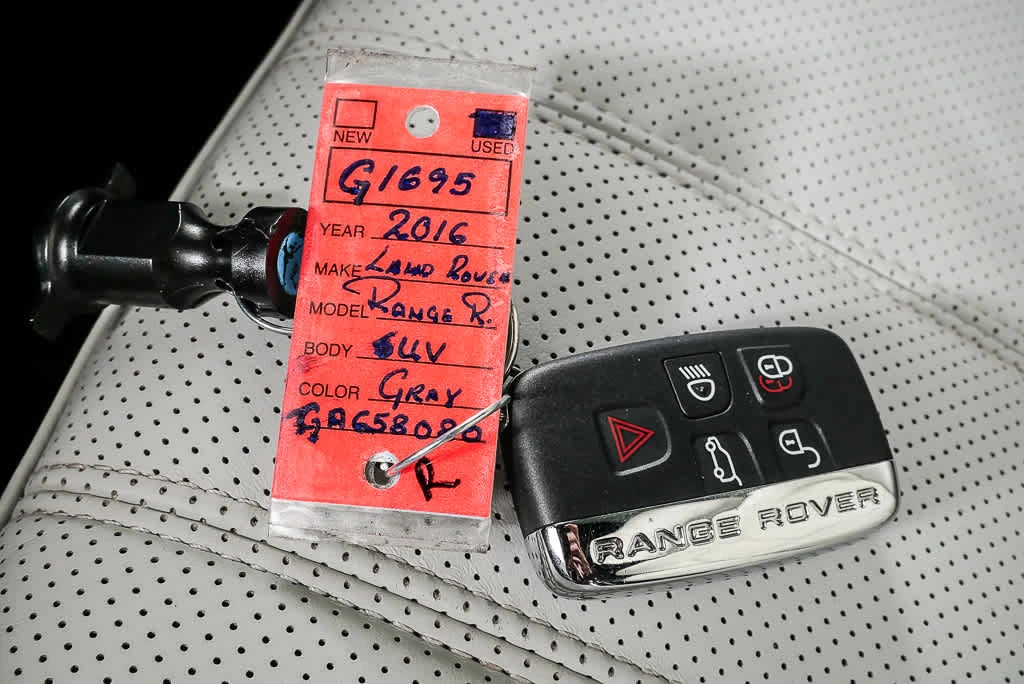 NEW USED
G1695
YEAR 2016
MAKE LAND ROVER
MODEL RANGE R.
BODY SUV
COLOR GRAY
GA658080
R
RANGE ROVER